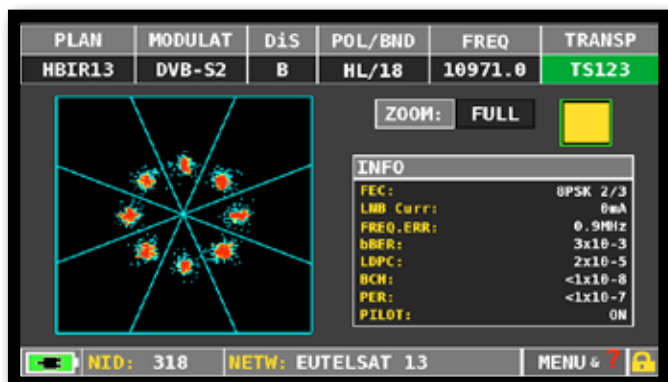 PLAN MODULAT DiS POL/BND FREQ TRANSP
HBIR13 DVB-S2 B HL/18 10971.0 TS123
ZOOM: FULL
INFO
FEC: 8PSK 2/3
LNB Curr: 0mA
FREQ.ERR: 0.9MHz
bBER: 3x10-3
LDPC: 2x10-5
BCH: <1x10-8
PER: <1x10-7
PILOT: ON
NID: 318 NETW: EUTELSAT 13 MENU & ?